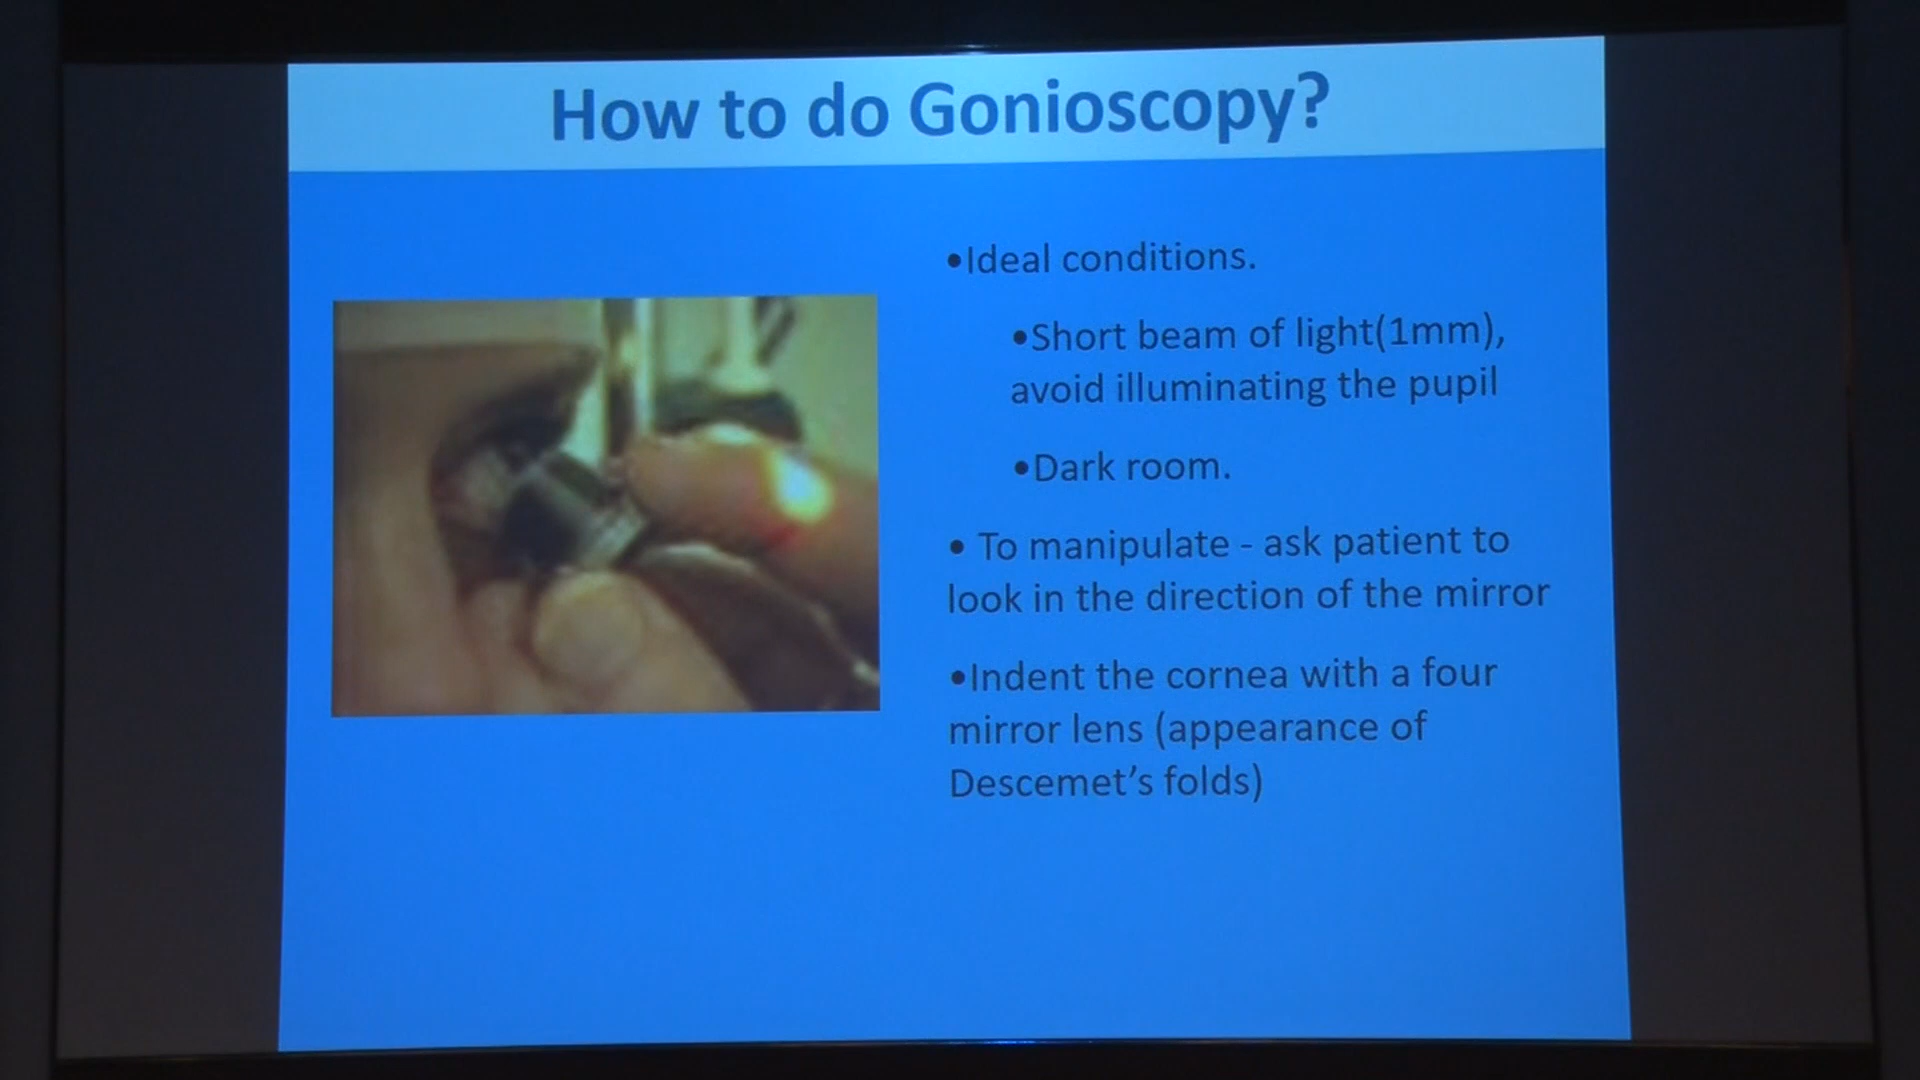 How to do Gonioscopy?
•Ideal conditions.
•Short beam of light(1mm),
avoid illuminating the pupil
•Dark room.
• To manipulate - ask patient to
look in the direction of the mirror
•Indent the cornea with a four
mirror lens (appearance of
Descemet’s folds)